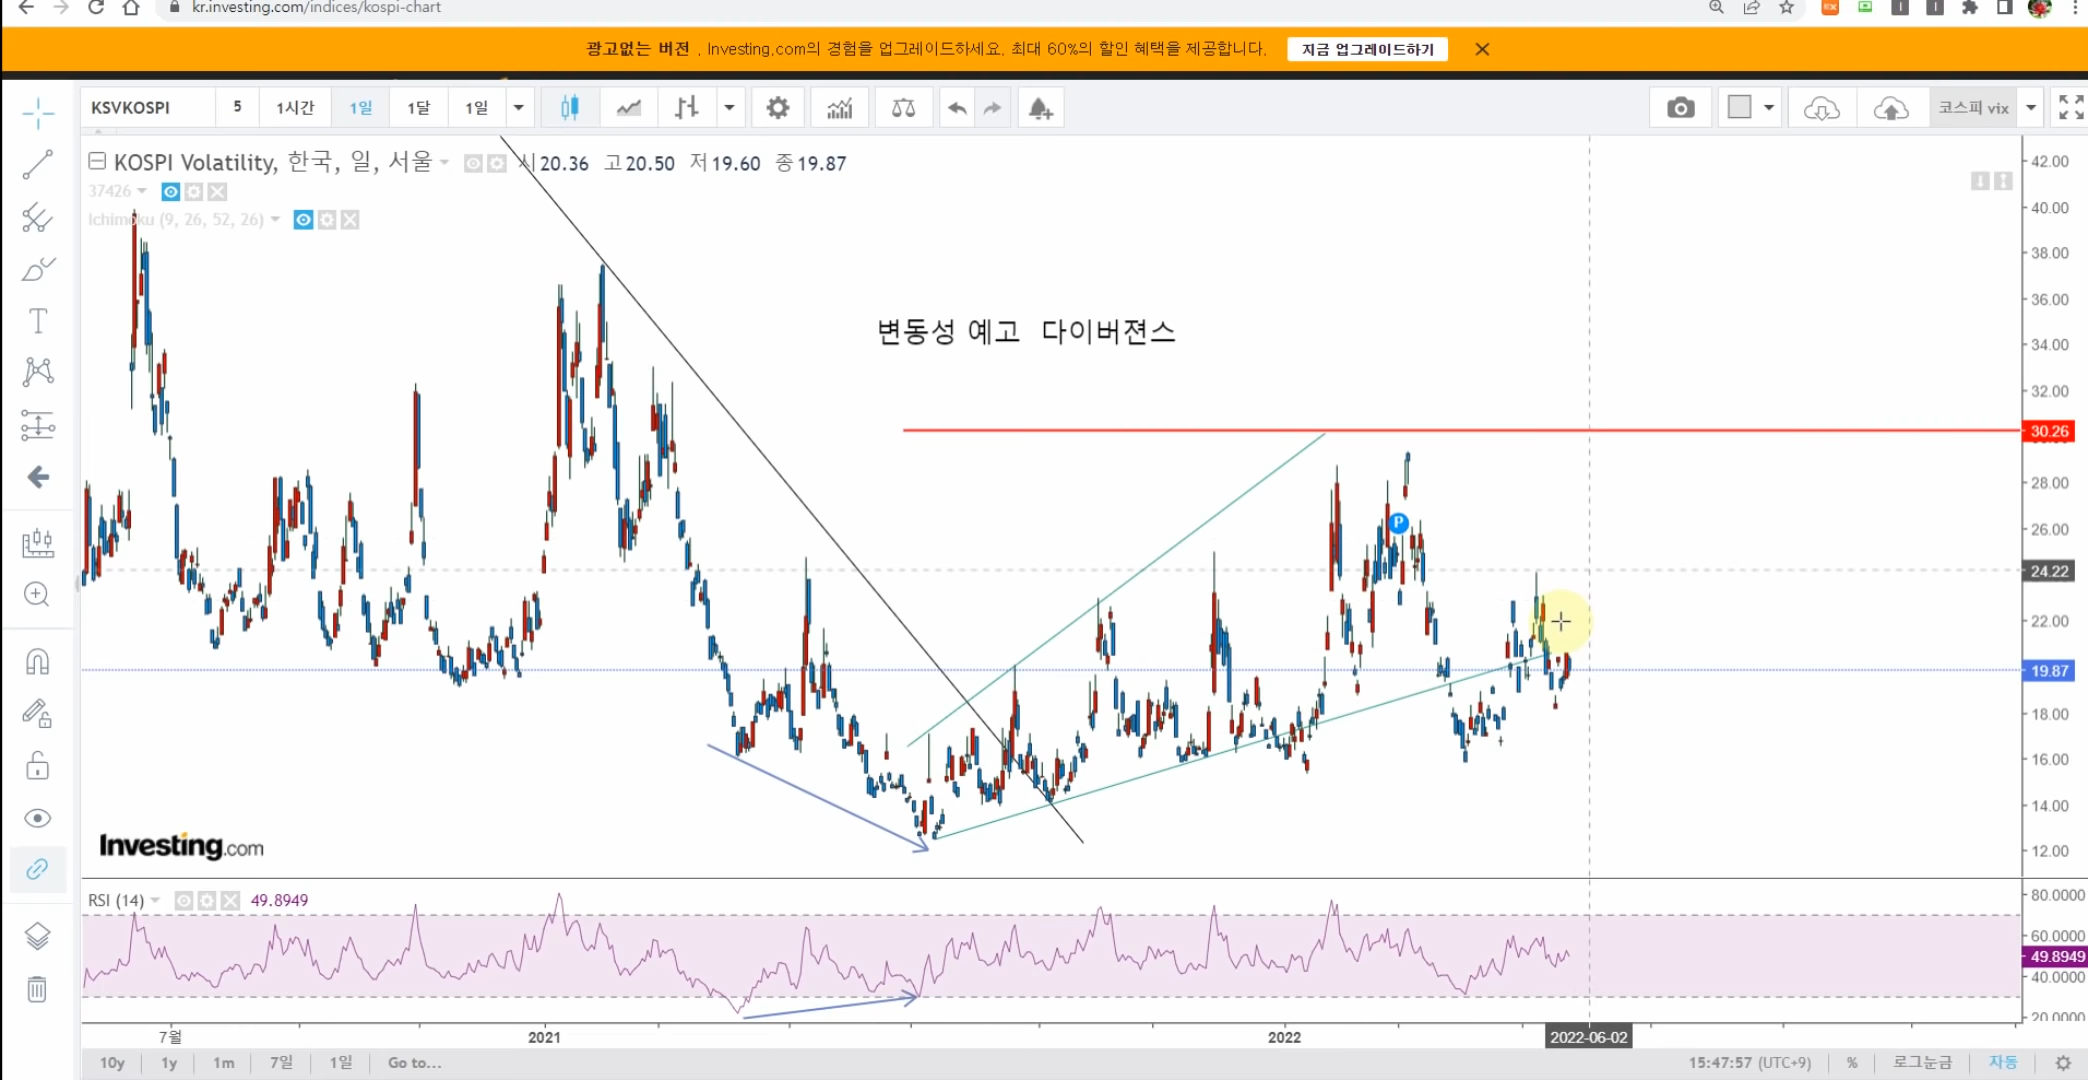 kr.investing.com/indices/kospi-chart
광고없는 버전 . Investing.com의 경험을 업그레이드하세요. 최대 60%의 할인 혜택을 제공합니다. 지금 업그레이드하기
KSVKOSPI 5 1시간 1일 1달 1일 코스피 vix
KOSPI Volatility, 한국, 일, 서울 시20.36 고20.50 저19.60 종19.87
37426
Ichimoku (9, 26, 52, 26)
42.00
40.00
38.00
36.00
변동성 예고 다이버젼스
34.00
32.00
30.26
28.00
P
26.00
24.22
22.00
19.87
18.00
16.00
14.00
Investing.com
12.00
RSI (14) 49.8949
80.0000
60.0000
49.8949
40.0000
20.0000
7월 2021 2022 2022-06-02
10y 1y 1m 7일 1일 Go to... 15:47:57 (UTC+9) % 로그눈금 자동